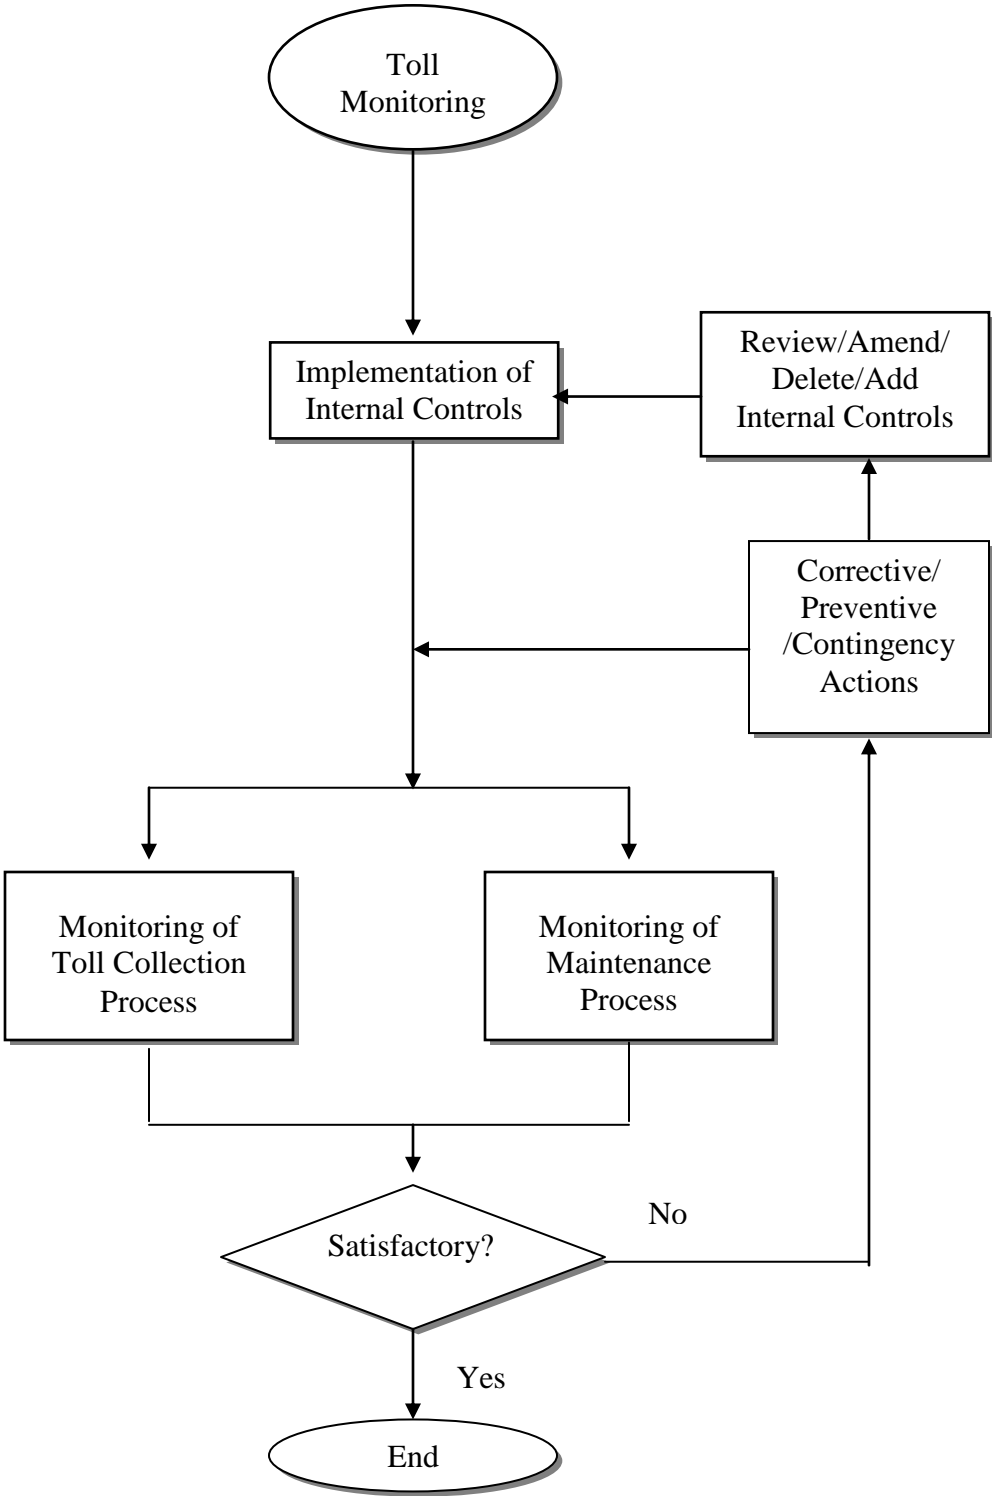 Toll
Monitoring
Implementation of
Internal Controls
Review/Amend/
Delete/Add
Internal Controls
Corrective/
Preventive
/Contingency
Actions
Monitoring of
Toll Collection
Process
Monitoring of
Maintenance
Process
Satisfactory?
No
Yes
End